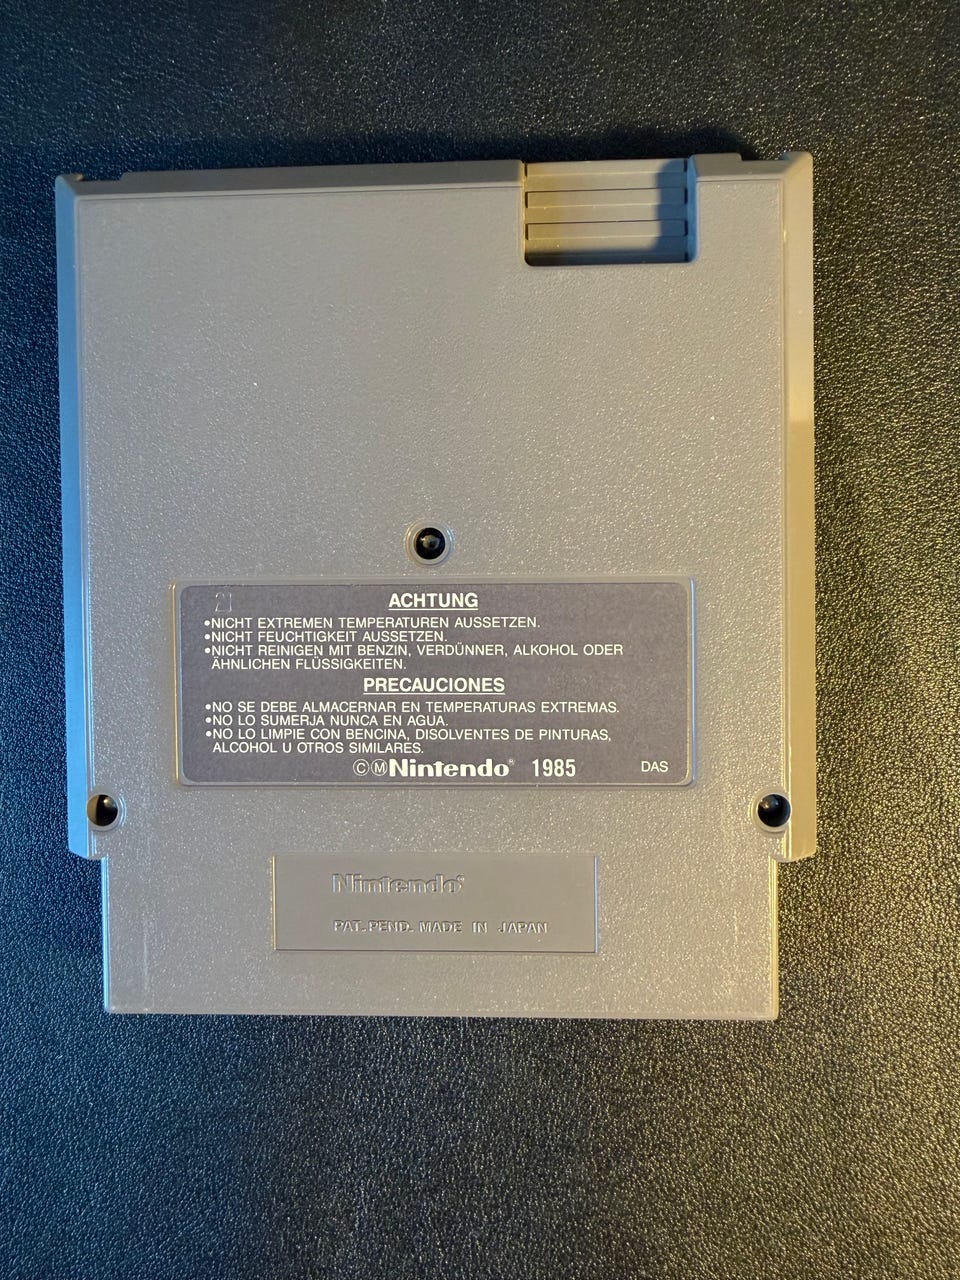 21
ACHTUNG
•NICHT EXTREMEN TEMPERATUREN AUSSETZEN.
•NICHT FEUCHTIGKEIT AUSSETZEN.
•NICHT REINIGEN MIT BENZIN, VERDÜNNER, ALKOHOL ODER
ÄHNLICHEN FLÜSSIGKEITEN.
PRECAUCIONES
•NO SE DEBE ALMACERNAR EN TEMPERATURAS EXTREMAS.
•NO LO SUMERJA NUNCA EN AGUA.
•NO LO LIMPIE CON BENCINA, DISOLVENTES DE PINTURAS,
ALCOHOL U OTROS SIMILARES.
©Ⓜ Nintendo® 1985 DAS
Nintendo®
PAT. PEND. MADE IN JAPAN